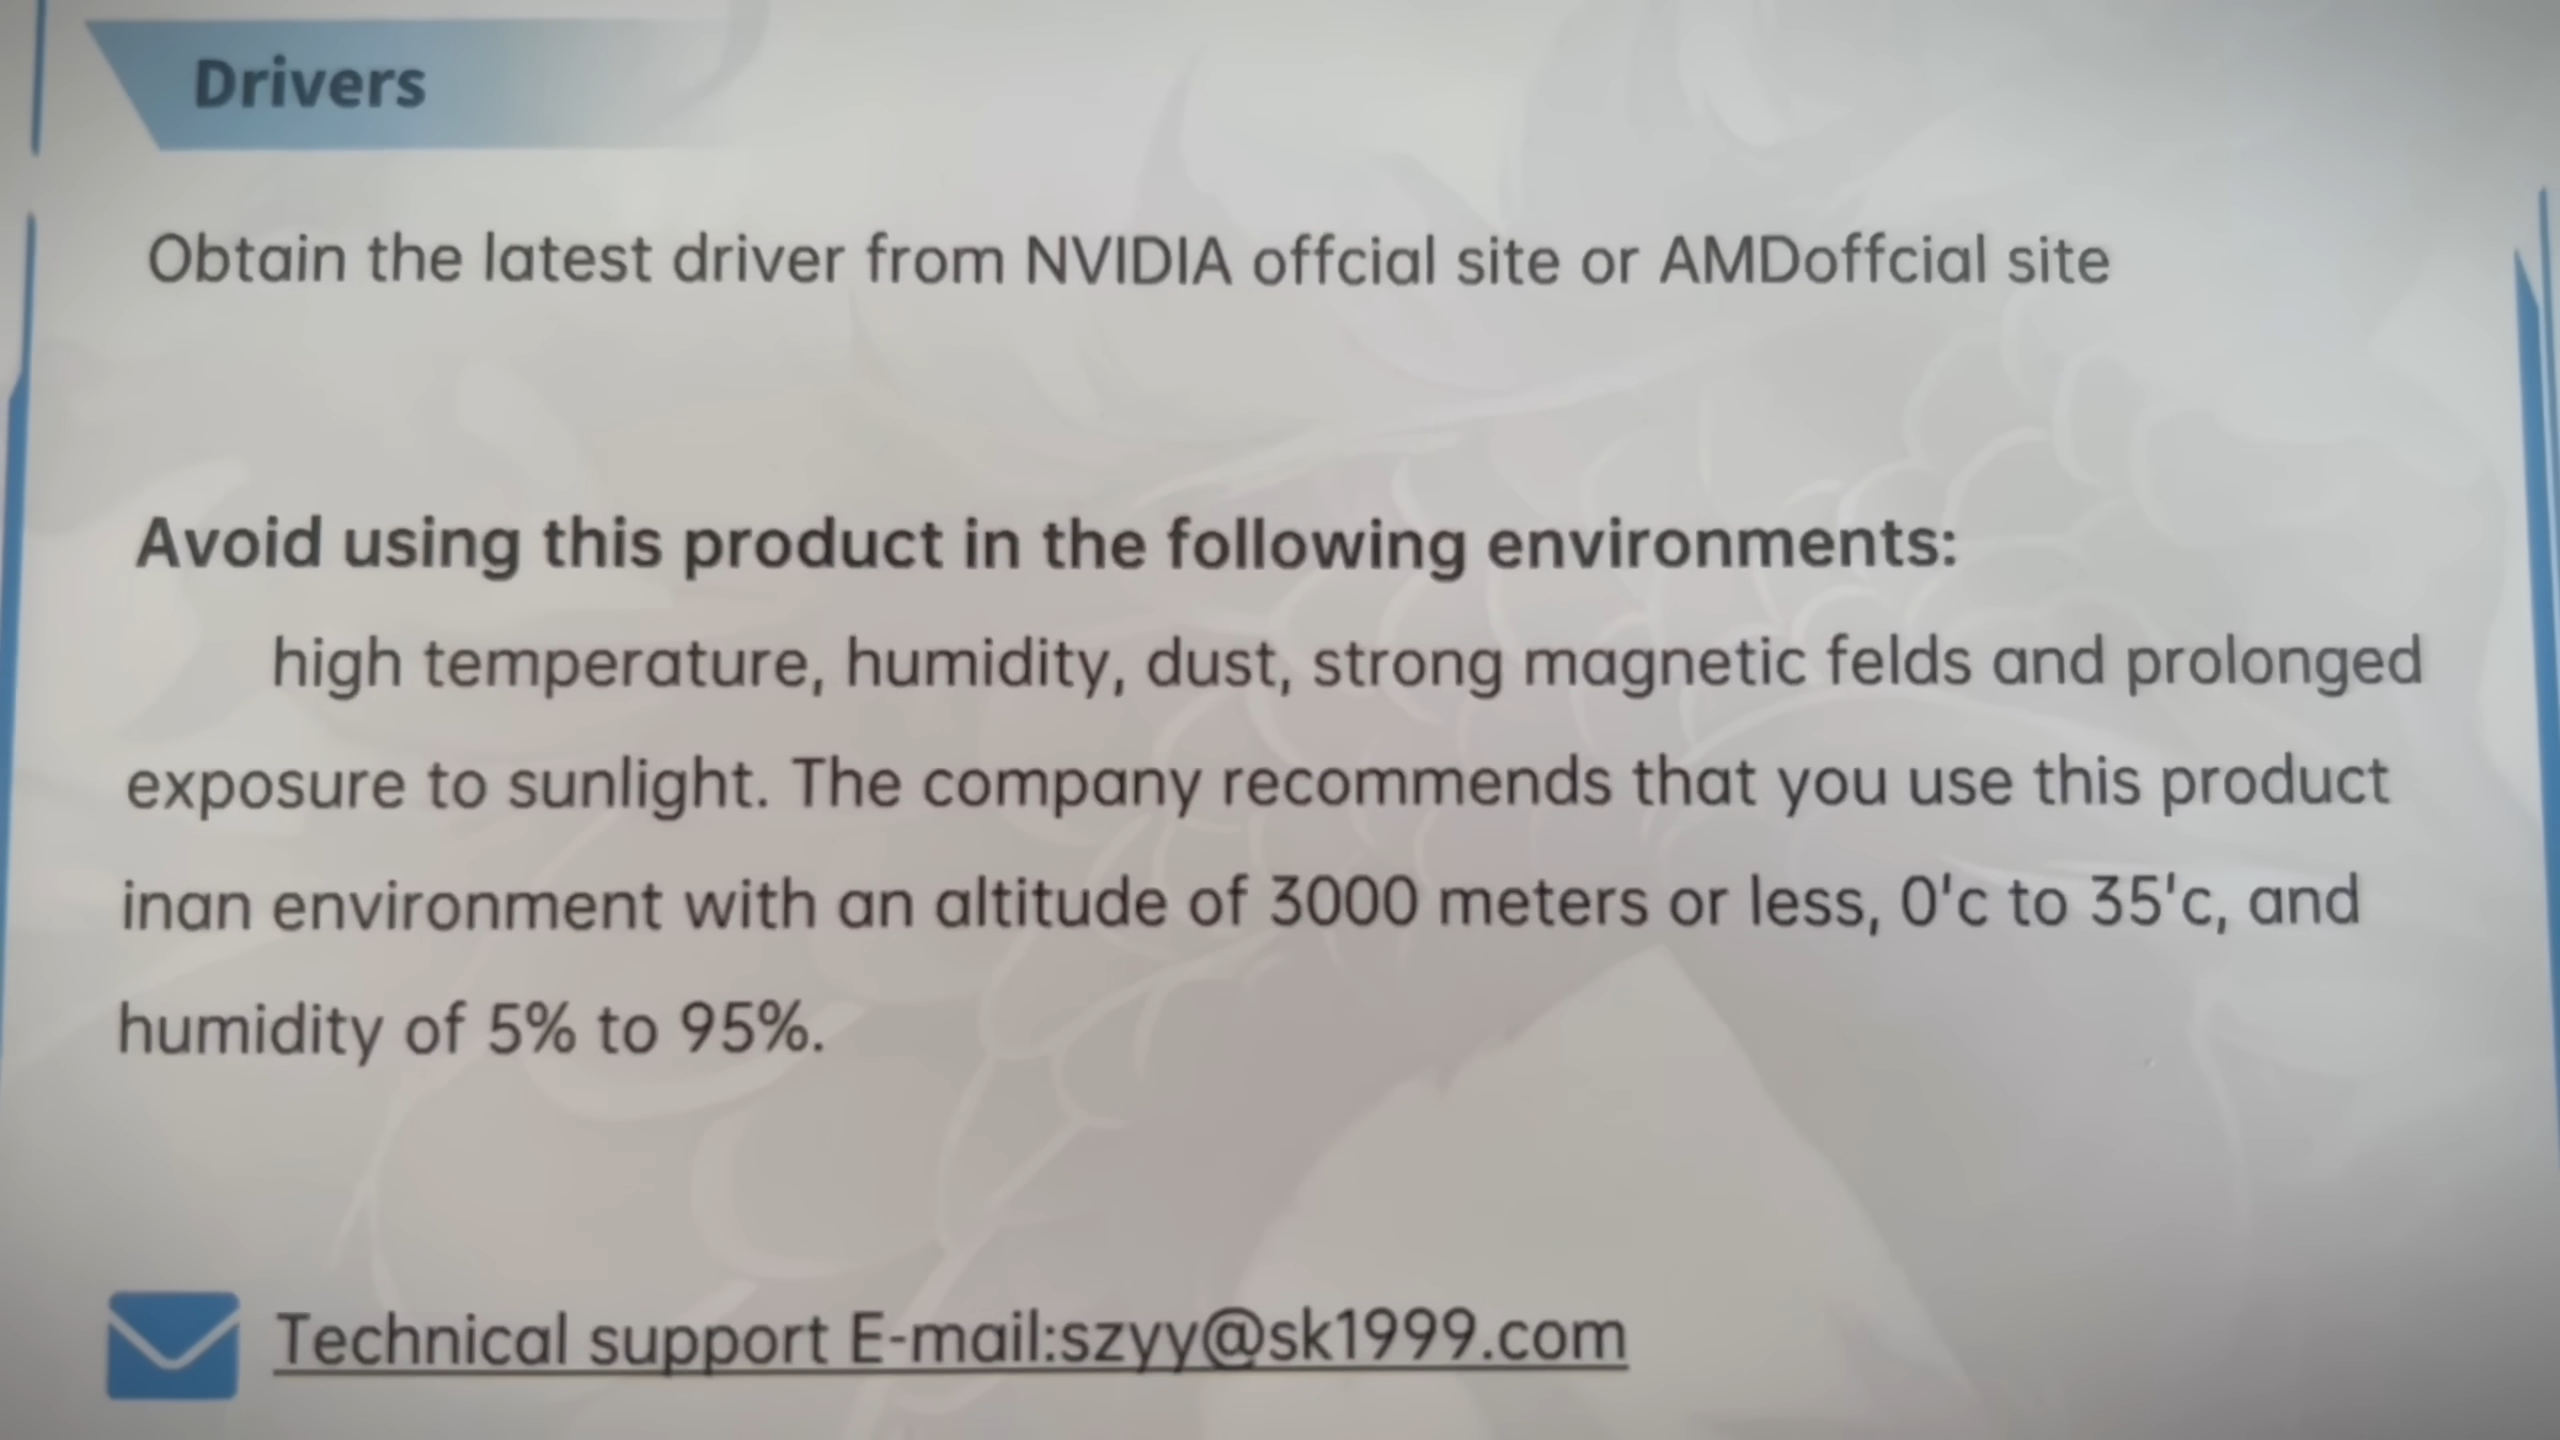 Drivers
Obtain the latest driver from NVIDIA offcial site or AMDoffcial site
Avoid using this product in the following environments:
high temperature, humidity, dust, strong magnetic felds and prolonged
exposure to sunlight. The company recommends that you use this product
inan environment with an altitude of 3000 meters or less, 0'c to 35'c, and
humidity of 5% to 95%.
Technical support E-mail:szyy@sk1999.com